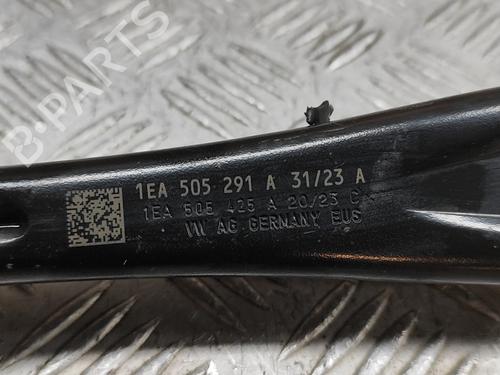 B-PARTS
1EA 505 291 A 31/23 A
1EA 505 425 A 20/23 C
VW AG GERMANY EUS